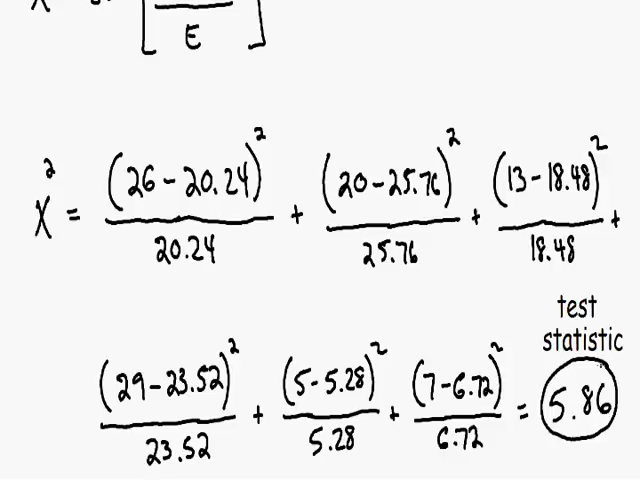 E
χ² = (26 − 20.24)² / 20.24 + (20 − 25.76)² / 25.76 + (13 − 18.48)² / 18.48 +
test
statistic
(29 − 23.52)² / 23.52 + (5 − 5.28)² / 5.28 + (7 − 6.72)² / 6.72 = 5.86